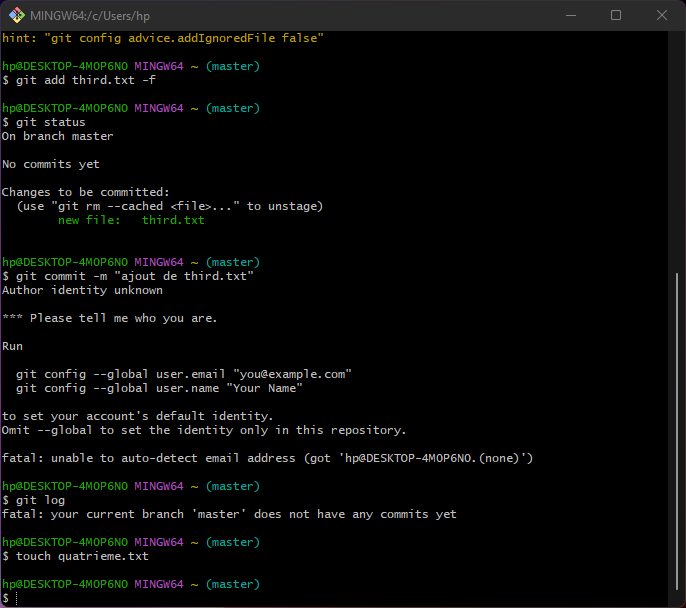 MINGW64:/c/Users/hp
hint: "git config advice.addIgnoredFile false"
hp@DESKTOP-4MOP6NO MINGW64 ~ (master)
$ git add third.txt -f
hp@DESKTOP-4MOP6NO MINGW64 ~ (master)
$ git status
On branch master
No commits yet
Changes to be committed:
  (use "git rm --cached <file>..." to unstage)
        new file:   third.txt
hp@DESKTOP-4MOP6NO MINGW64 ~ (master)
$ git commit -m "ajout de third.txt"
Author identity unknown
*** Please tell me who you are.
Run
  git config --global user.email "you@example.com"
  git config --global user.name "Your Name"
to set your account's default identity.
Omit --global to set the identity only in this repository.
fatal: unable to auto-detect email address (got 'hp@DESKTOP-4MOP6NO.(none)')
hp@DESKTOP-4MOP6NO MINGW64 ~ (master)
$ git log
fatal: your current branch 'master' does not have any commits yet
hp@DESKTOP-4MOP6NO MINGW64 ~ (master)
$ touch quatrieme.txt
hp@DESKTOP-4MOP6NO MINGW64 ~ (master)
$